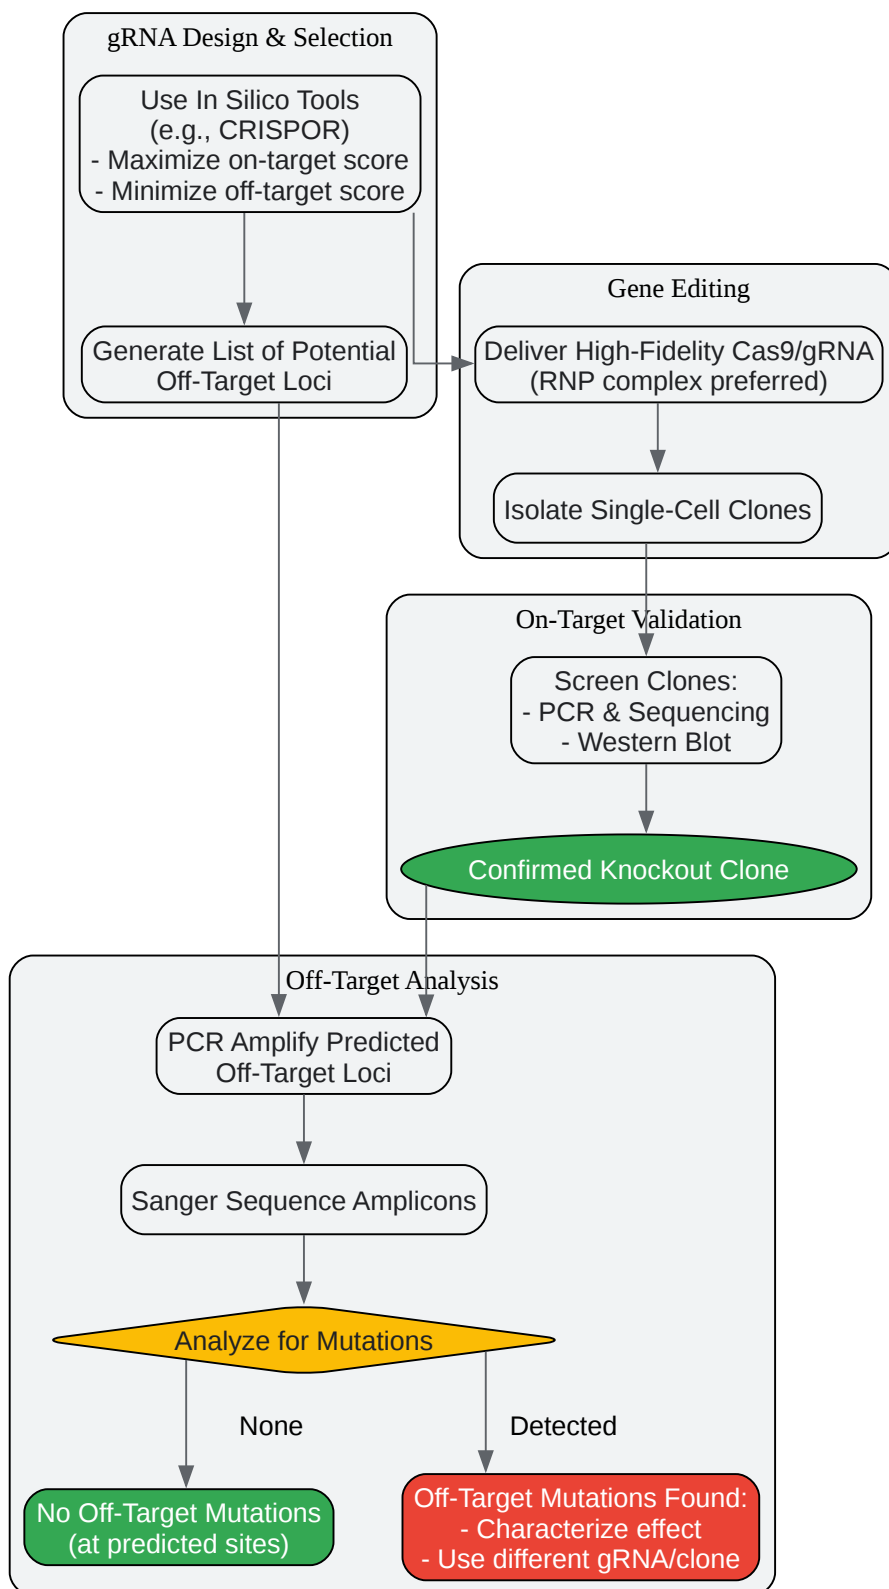 gRNA Design & Selection
Use In Silico Tools
(e.g., CRISPOR)
- Maximize on-target score
- Minimize off-target score
Generate List of Potential
Off-Target Loci
Gene Editing
Deliver High-Fidelity Cas9/gRNA
(RNP complex preferred)
Isolate Single-Cell Clones
On-Target Validation
Screen Clones:
- PCR & Sequencing
- Western Blot
Confirmed Knockout Clone
Off-Target Analysis
PCR Amplify Predicted
Off-Target Loci
Sanger Sequence Amplicons
Analyze for Mutations
None
Detected
No Off-Target Mutations
(at predicted sites)
Off-Target Mutations Found:
- Characterize effect
- Use different gRNA/clone